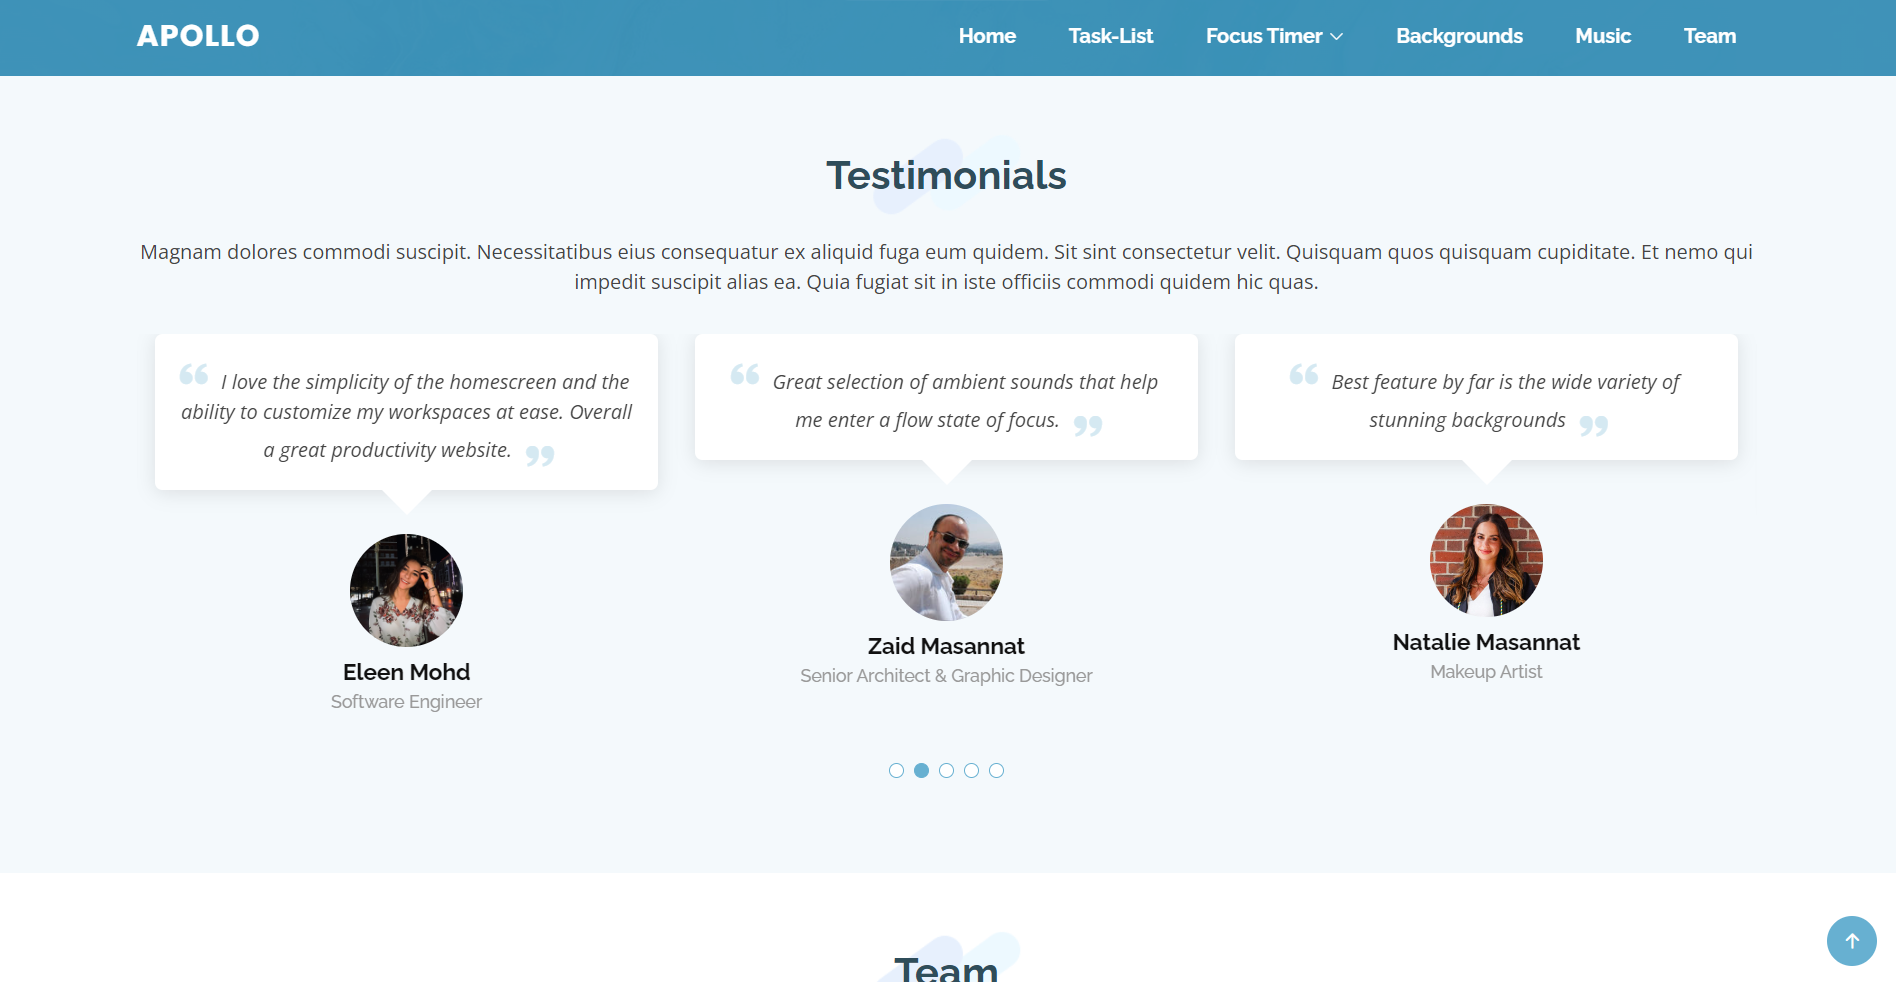 APOLLO
Home
Task-List
Focus Timer
Backgrounds
Music
Team
Testimonials
Magnam dolores commodi suscipit. Necessitatibus eius consequatur ex aliquid fuga eum quidem. Sit sint consectetur velit. Quisquam quos quisquam cupiditate. Et nemo qui
impedit suscipit alias ea. Quia fugiat sit in iste officiis commodi quidem hic quas.
“ I love the simplicity of the homescreen and the
ability to customize my workspaces at ease. Overall
a great productivity website. ”
Eleen Mohd
Software Engineer
“ Great selection of ambient sounds that help
me enter a flow state of focus. ”
Zaid Masannat
Senior Architect & Graphic Designer
“ Best feature by far is the wide variety of
stunning backgrounds ”
Natalie Masannat
Makeup Artist
Team